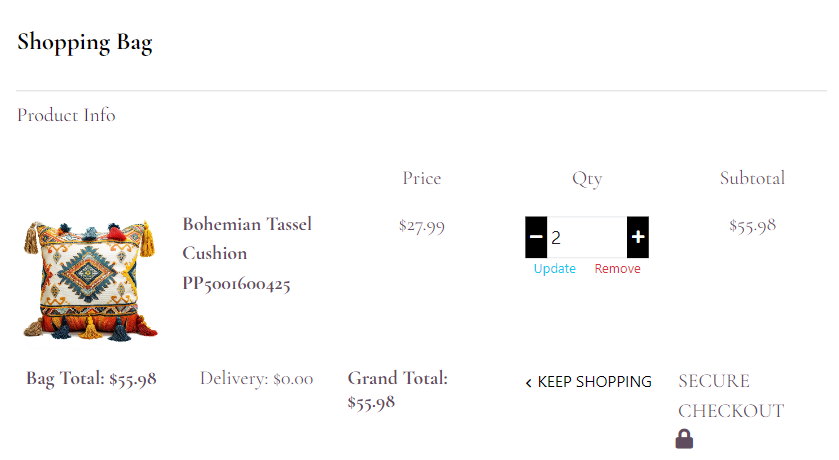 Shopping Bag
Product Info
Price Qty Subtotal
Bohemian Tassel
Cushion
PP5001600425
$27.99
2
Update Remove
$55.98
Bag Total: $55.98
Delivery: $0.00
Grand Total:
$55.98
KEEP SHOPPING
SECURE
CHECKOUT